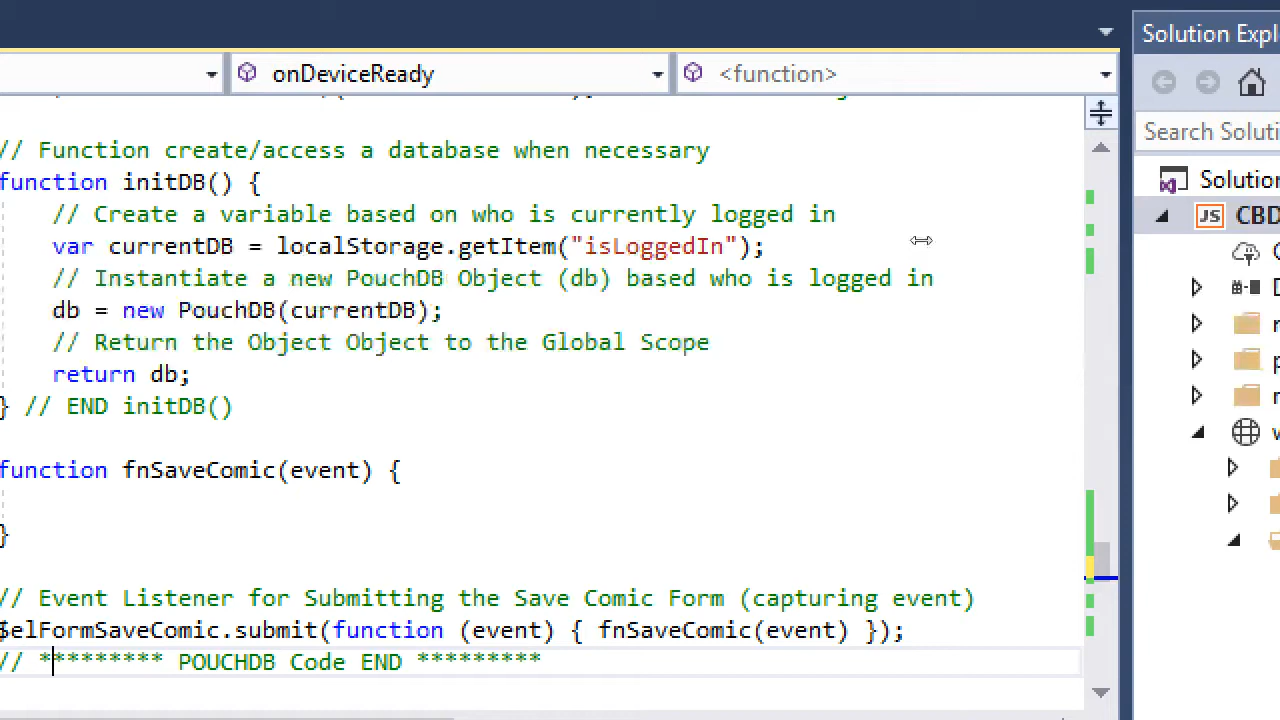 Solution Expl
onDeviceReady
<function>
Search Soluti
// Function create/access a database when necessary
function initDB() {
// Create a variable based on who is currently logged in
var currentDB = localStorage.getItem("isLoggedIn");
// Instantiate a new PouchDB Object (db) based who is logged in
db = new PouchDB(currentDB);
// Return the Object Object to the Global Scope
return db;
} // END initDB()
function fnSaveComic(event) {
}
// Event Listener for Submitting the Save Comic Form (capturing event)
$elFormSaveComic.submit(function (event) { fnSaveComic(event) });
// ********* POUCHDB Code END *********
Solution
JS CBD